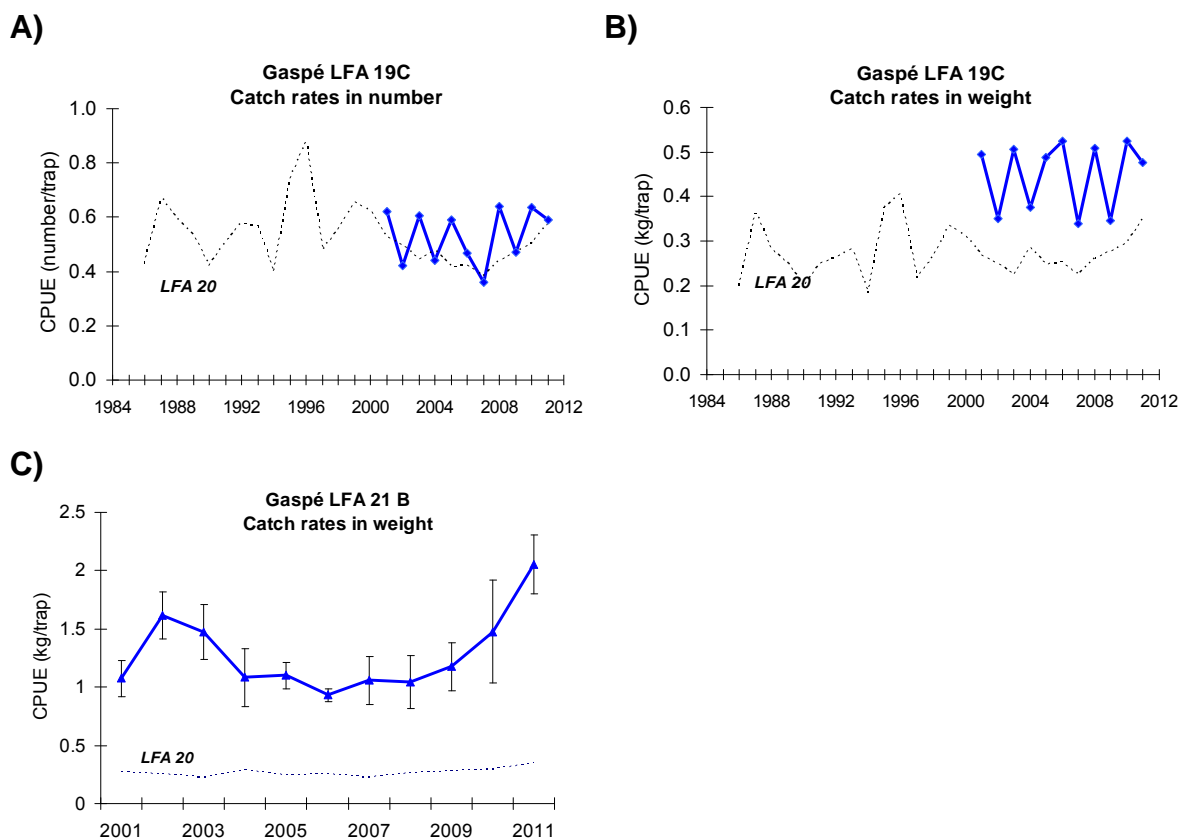 A)
Gaspé LFA 19C
Catch rates in number
CPUE (number/trap)
1.0
0.8
0.6
0.4
0.2
0.0
LFA 20
1984 1988 1992 1996 2000 2004 2008 2012
B)
Gaspé LFA 19C
Catch rates in weight
CPUE (kg/trap)
0.6
0.5
0.4
0.3
0.2
0.1
0.0
LFA 20
1984 1988 1992 1996 2000 2004 2008 2012
C)
Gaspé LFA 21 B
Catch rates in weight
CPUE (kg/trap)
2.5
2
1.5
1
0.5
0
LFA 20
2001 2003 2005 2007 2009 2011